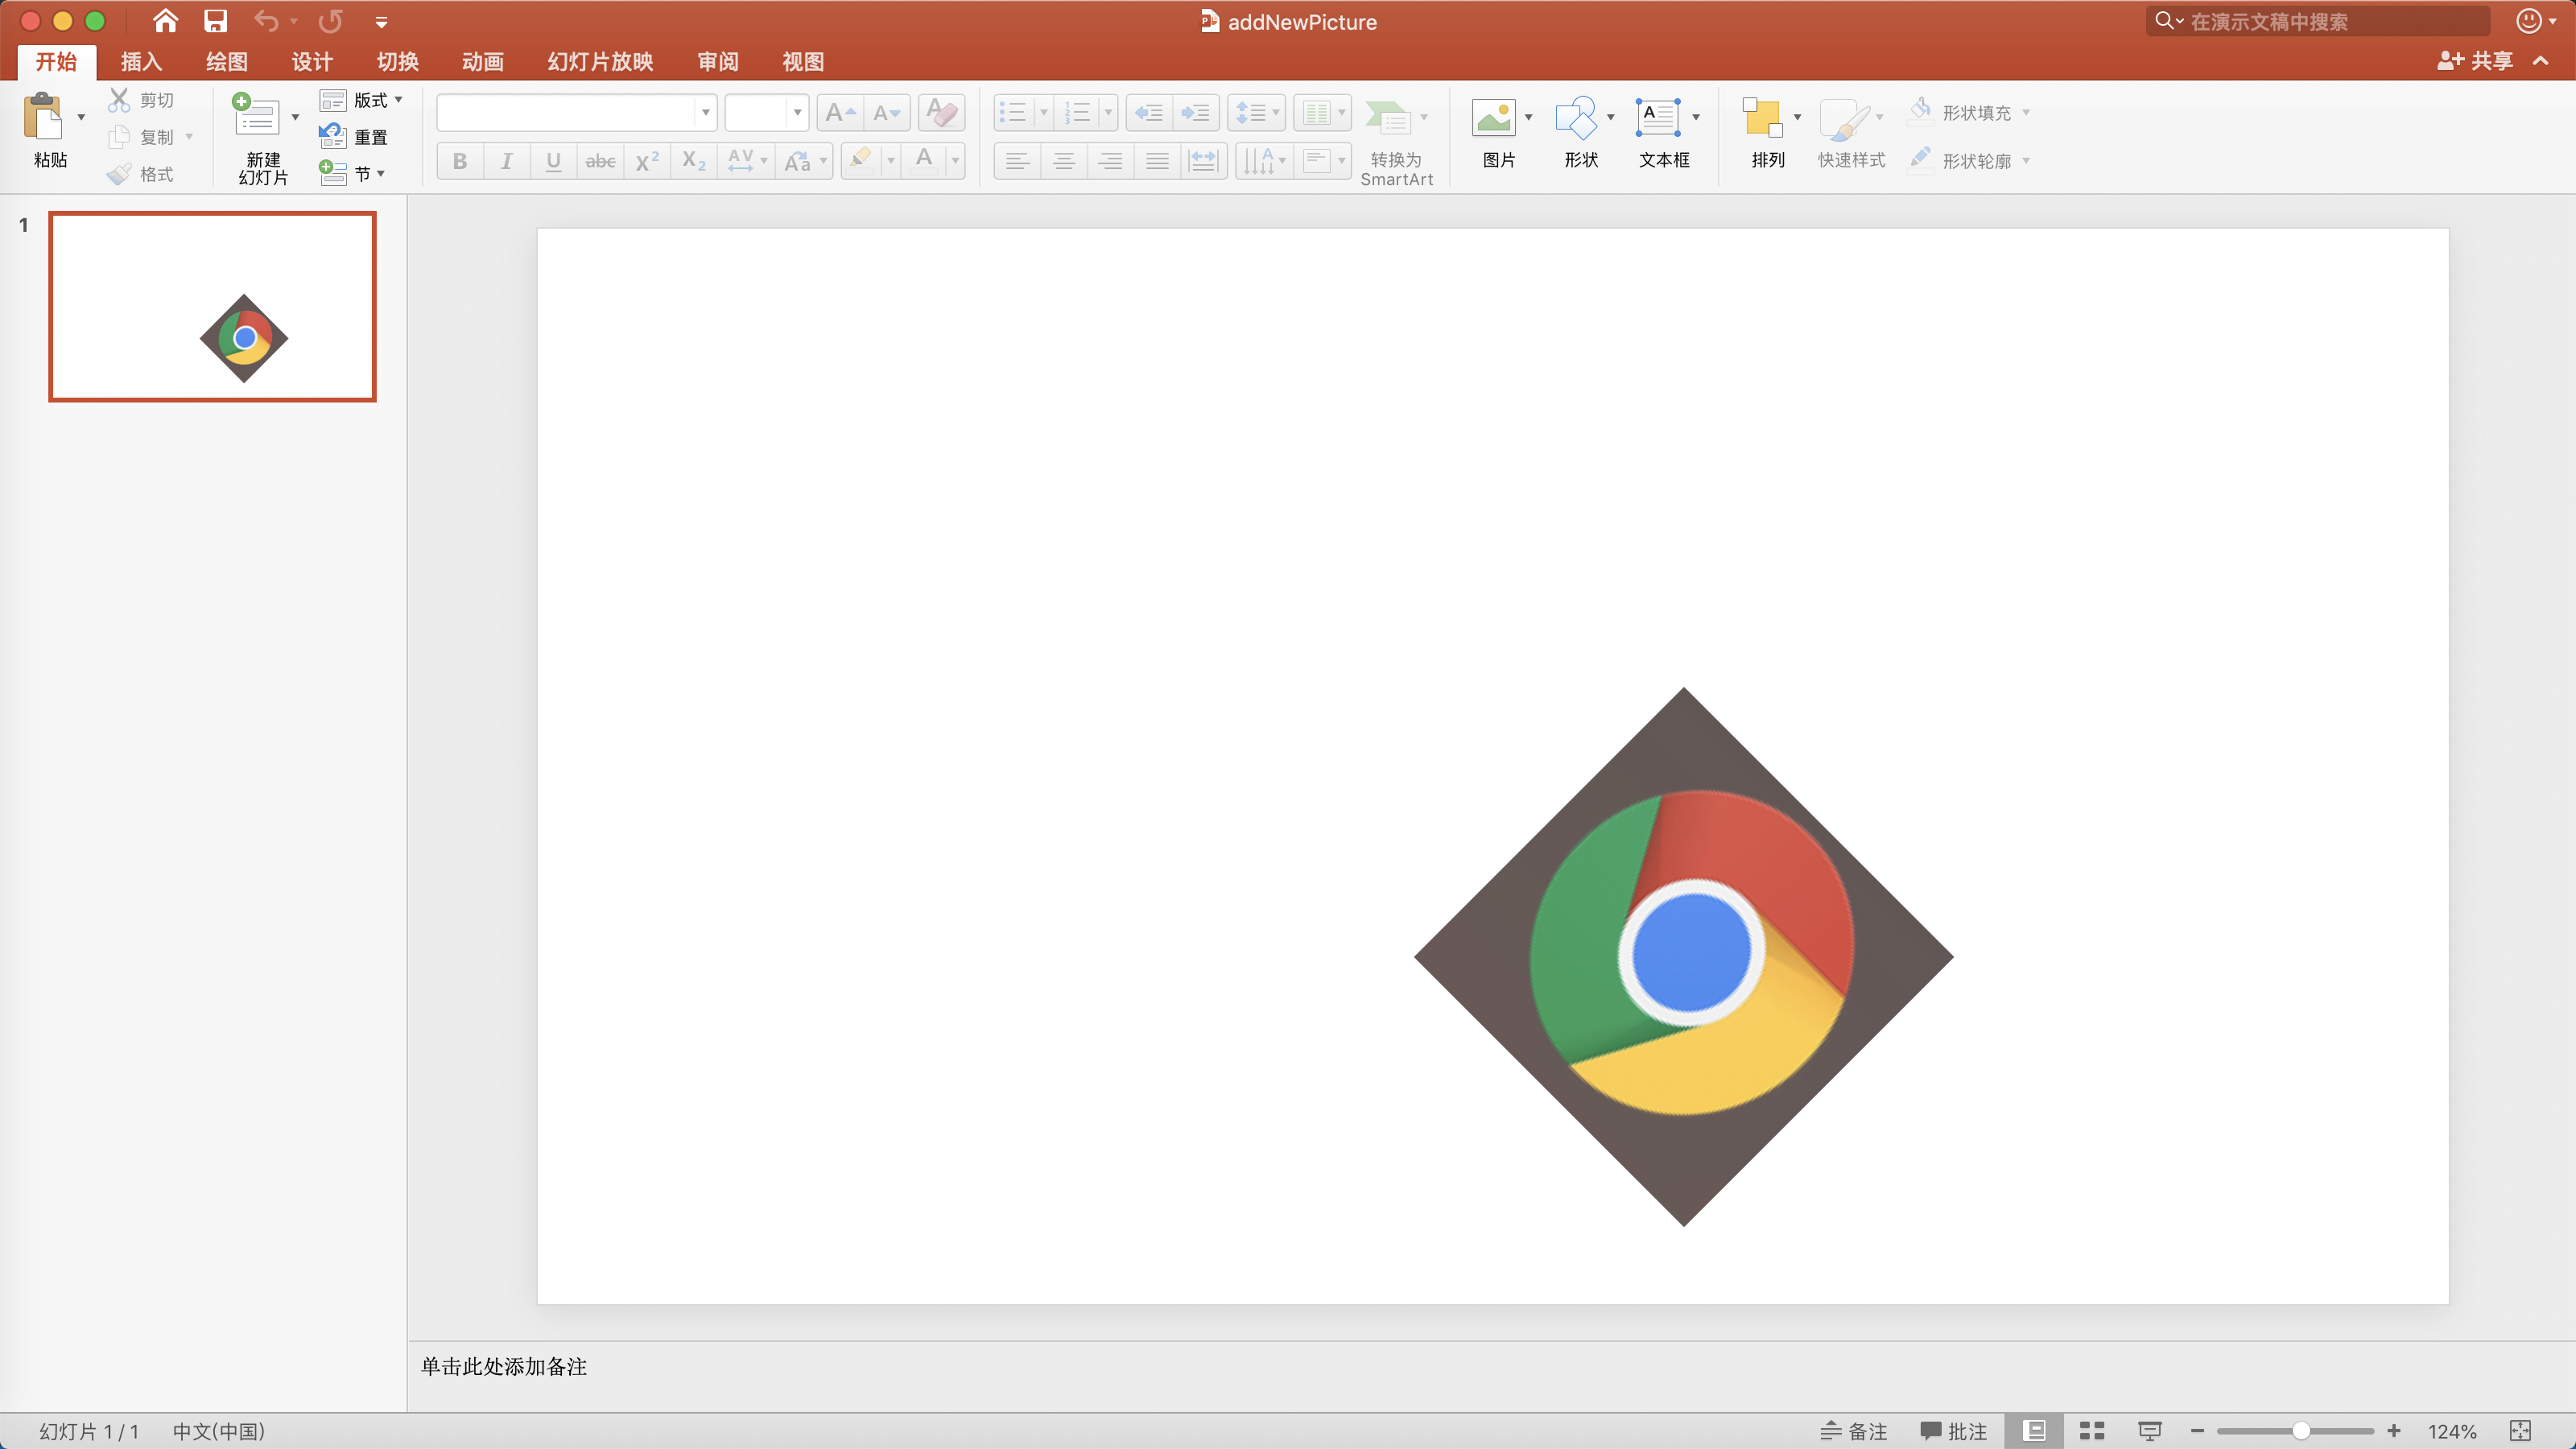 addNewPicture
在演示文稿中搜索
开始 插入 绘图 设计 切换 动画 幻灯片放映 审阅 视图
共享
粘贴
剪切
复制
格式
新建
幻灯片
版式
重置
节
B I U abc X2 X2 AV Aa A
A A A
转换为
SmartArt
图片
形状
A
文本框
排列
快速样式
形状填充
形状轮廓
1
单击此处添加备注
幻灯片 1 / 1 中文(中国)
备注 批注 124%